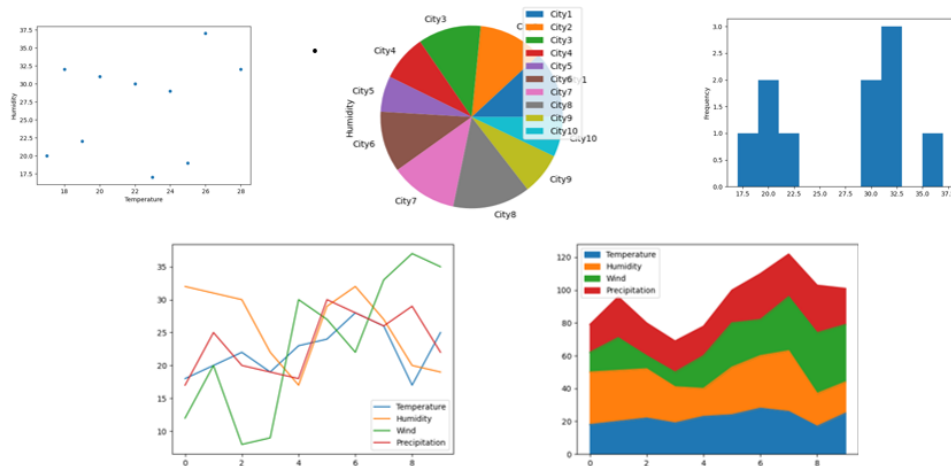 37.5
35.0
32.5
30.0
27.5
25.0
22.5
20.0
17.5
Humidity
18
20
22
24
26
28
Temperature
City3
City4
City5
City6
City7
City8
City9
City10
Humidity
City1
City2
City3
City4
City5
City6
City7
City8
City9
City10
3.0
2.5
2.0
1.5
1.0
0.5
0.0
Frequency
17.5
20.0
22.5
25.0
27.5
30.0
32.5
35.0
35
30
25
20
15
10
0
2
4
6
8
Temperature
Humidity
Wind
Precipitation
120
100
80
60
40
20
0
0
2
4
6
8
Temperature
Humidity
Wind
Precipitation